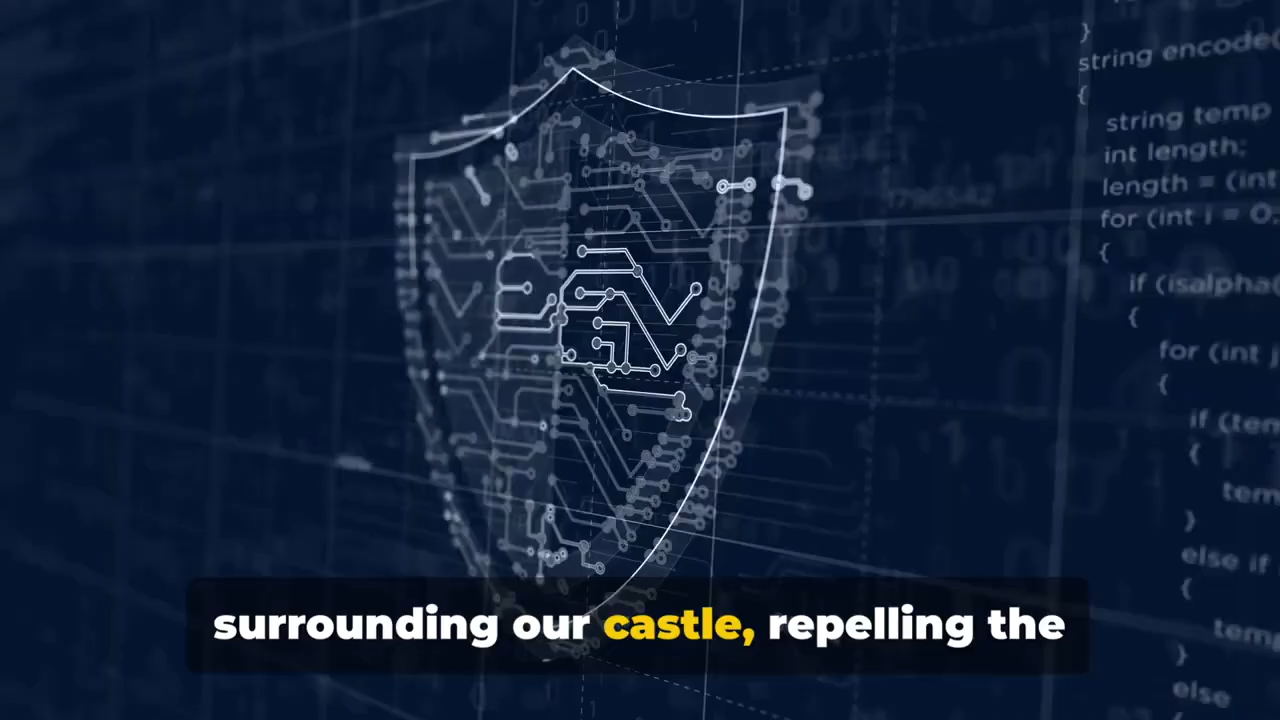 }
string encode
{
string temp
int length;
length = (int
for (int i = 0;
{
if (isalpha(
{
for (int j
{
if (tem
{
tem
}
else if
{
temp
}
else
surrounding our castle, repelling the